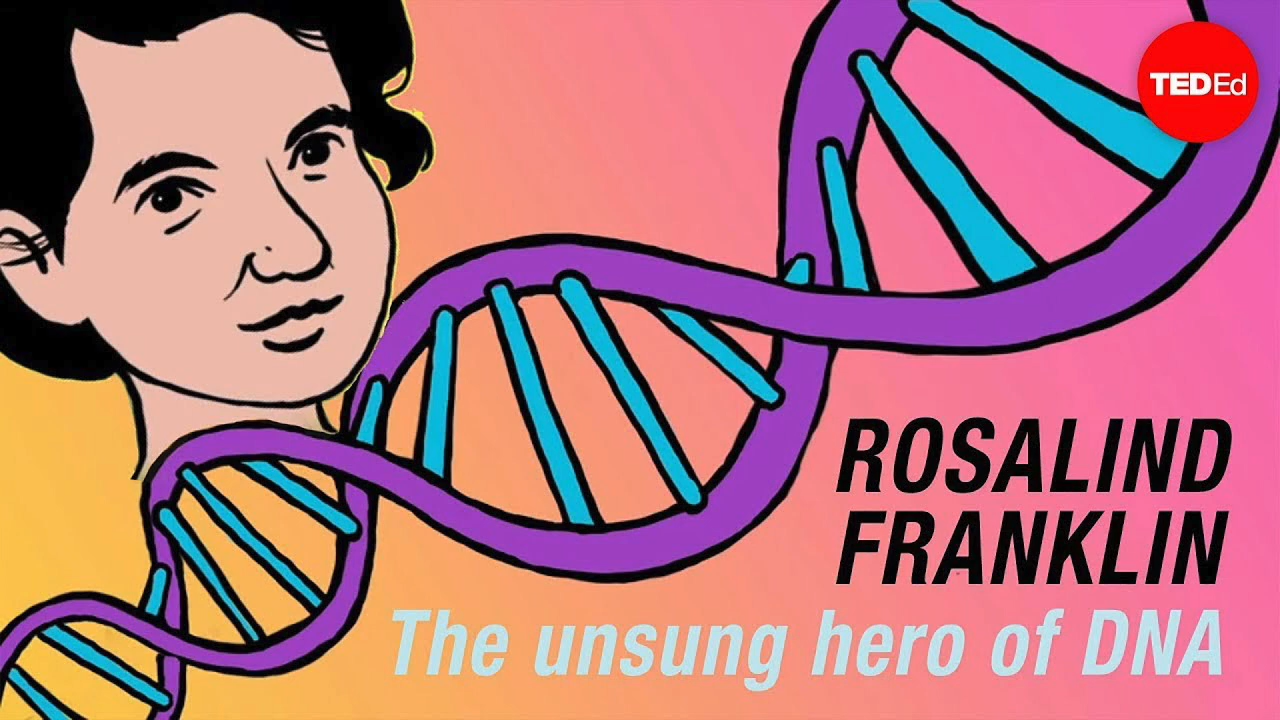 TEDEd
ROSALIND
FRANKLIN
The unsung hero of DNA